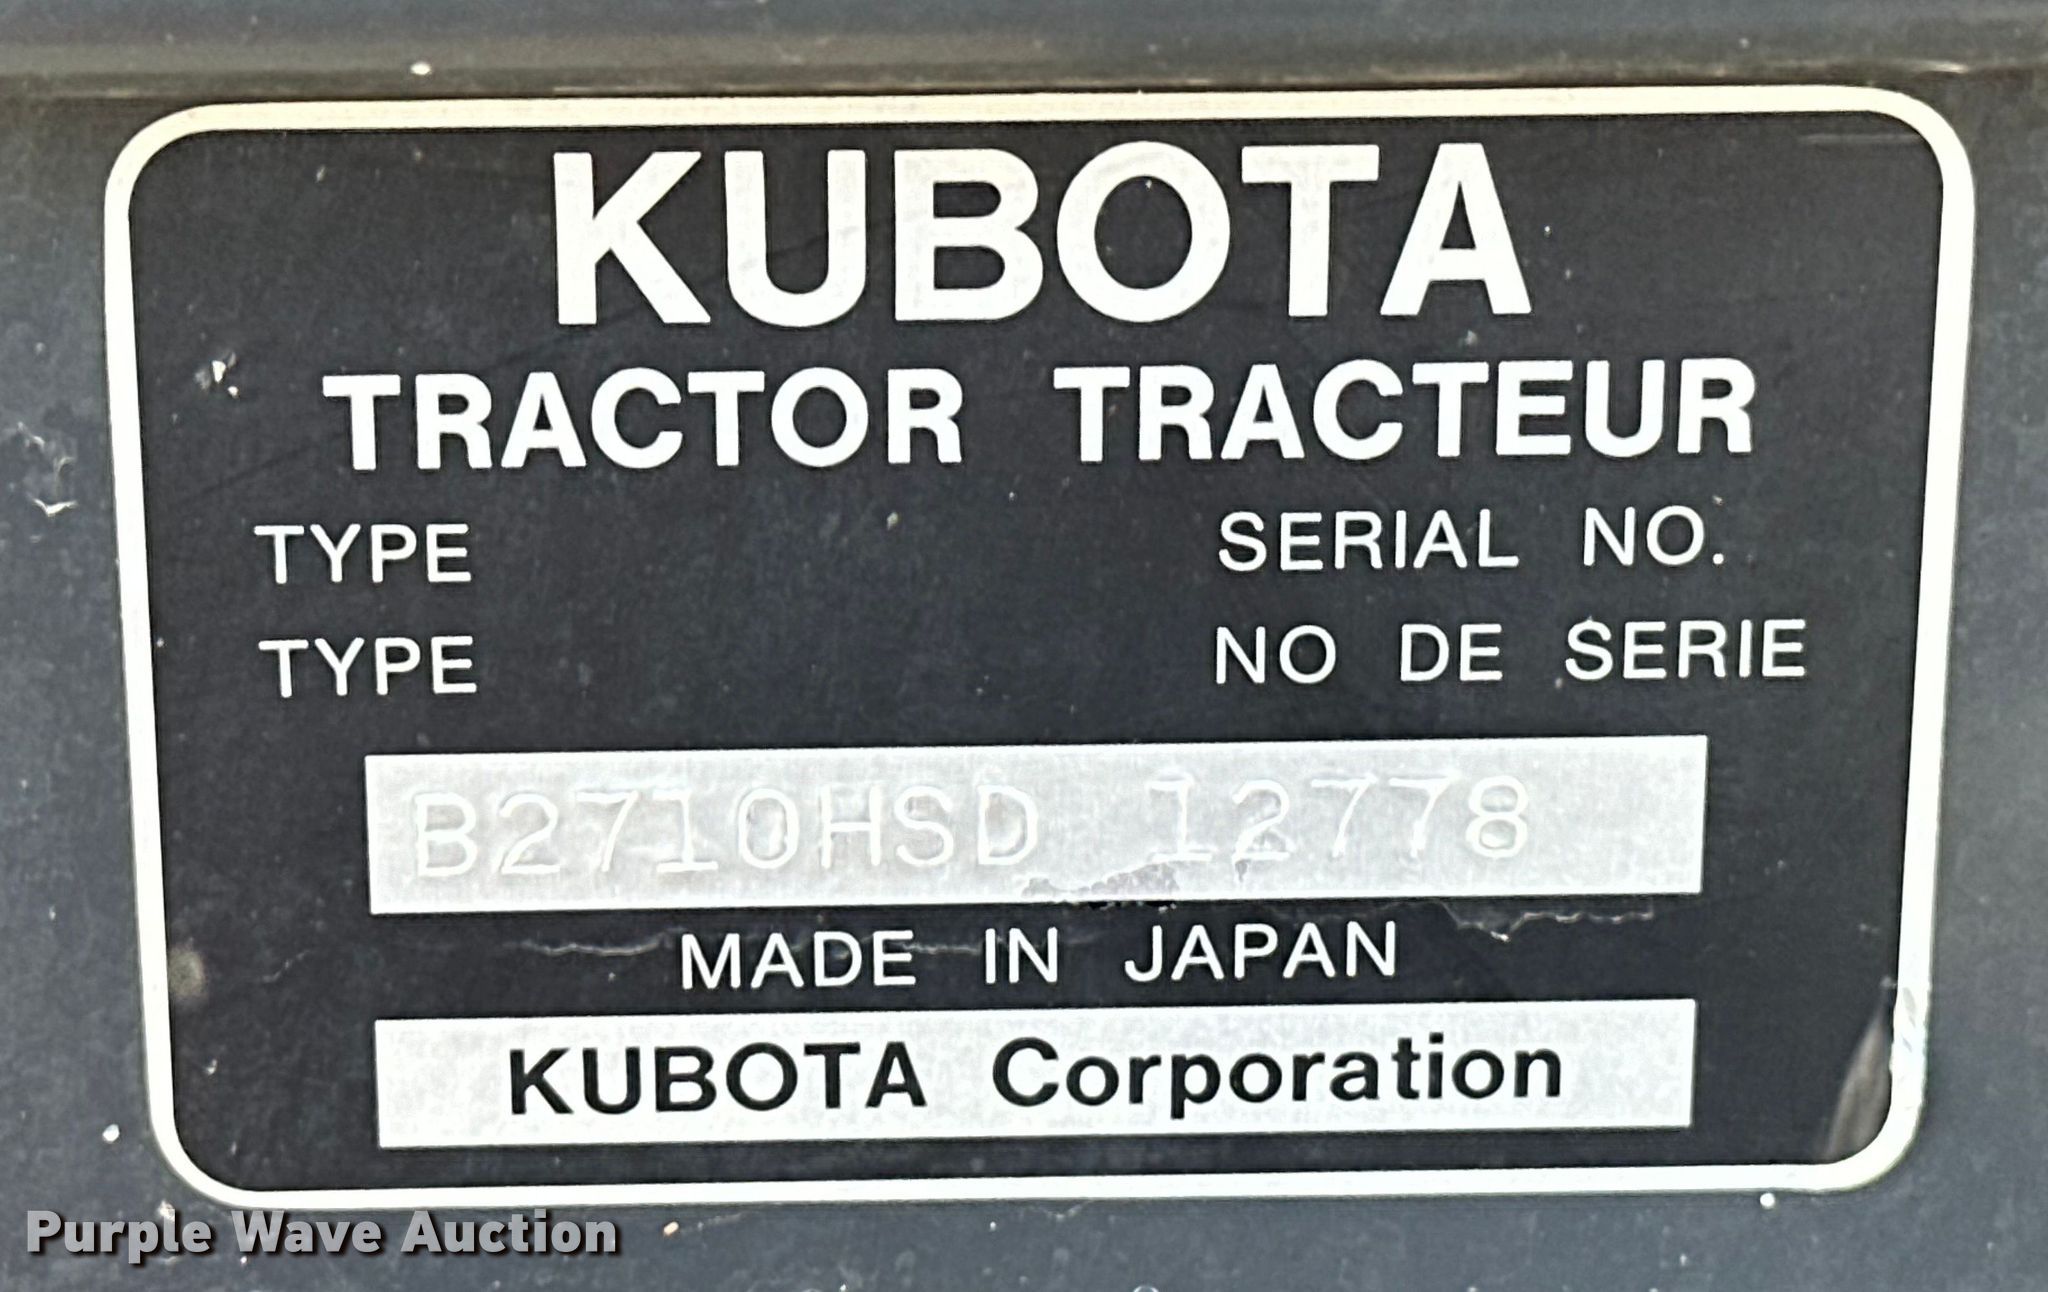 KUBOTA
TRACTOR TRACTEUR
TYPE SERIAL NO.
TYPE NO DE SERIE
B2710HSD 12778
MADE IN JAPAN
KUBOTA Corporation
Purple Wave Auction